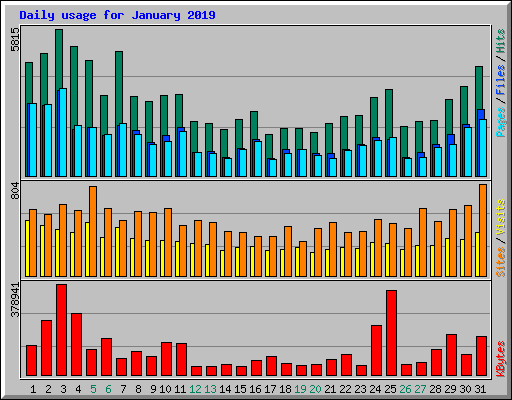 Daily usage for January 2019
5815
Pages / Files / Hits
804
Sites / Visits
378941
KBytes
1 2 3 4 5 6 7 8 9 10 11 12 13 14 15 16 17 18 19 20 21 22 23 24 25 26 27 28 29 30 31